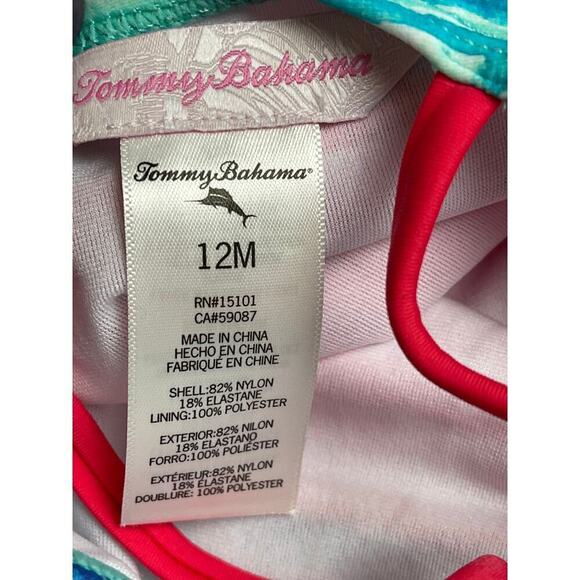 Tommy Bahama
Tommy Bahama®
12M
RN#15101
CA#59087
MADE IN CHINA
HECHO EN CHINA
FABRIQUÉ EN CHINE
SHELL:82% NYLON
18% ELASTANE
LINING:100% POLYESTER
EXTERIOR:82% NILON
18% ELASTANO
FORRO:100% POLIESTER
EXTÉRIEUR:82% NYLON
18% ÉLASTANE
DOUBLURE: 100% POLYESTER